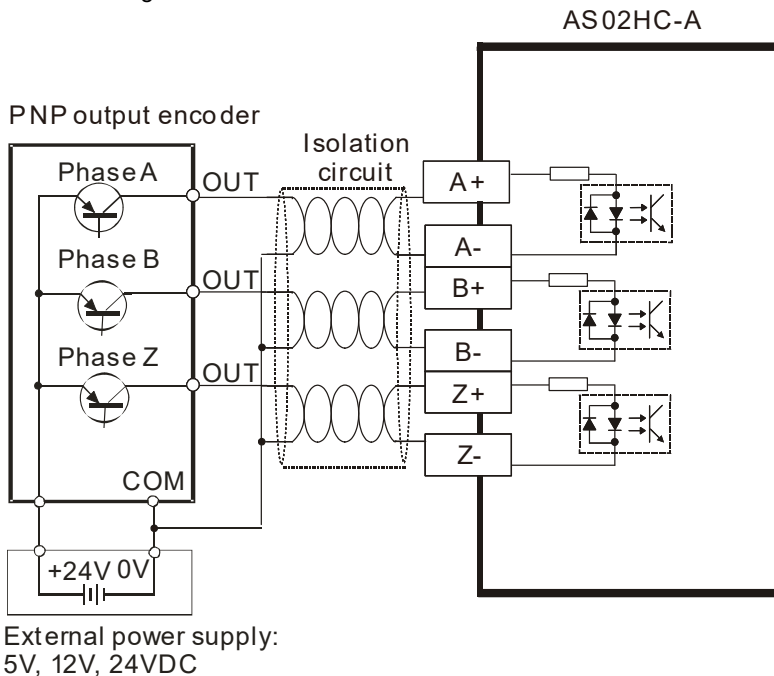 AS02HC-A
PNP output encoder
Isolation
circuit
Phase A
OUT
A+
A-
Phase B
OUT
B+
B-
Phase Z
OUT
Z+
Z-
COM
+24V 0V
External power supply:
5V, 12V, 24VDC